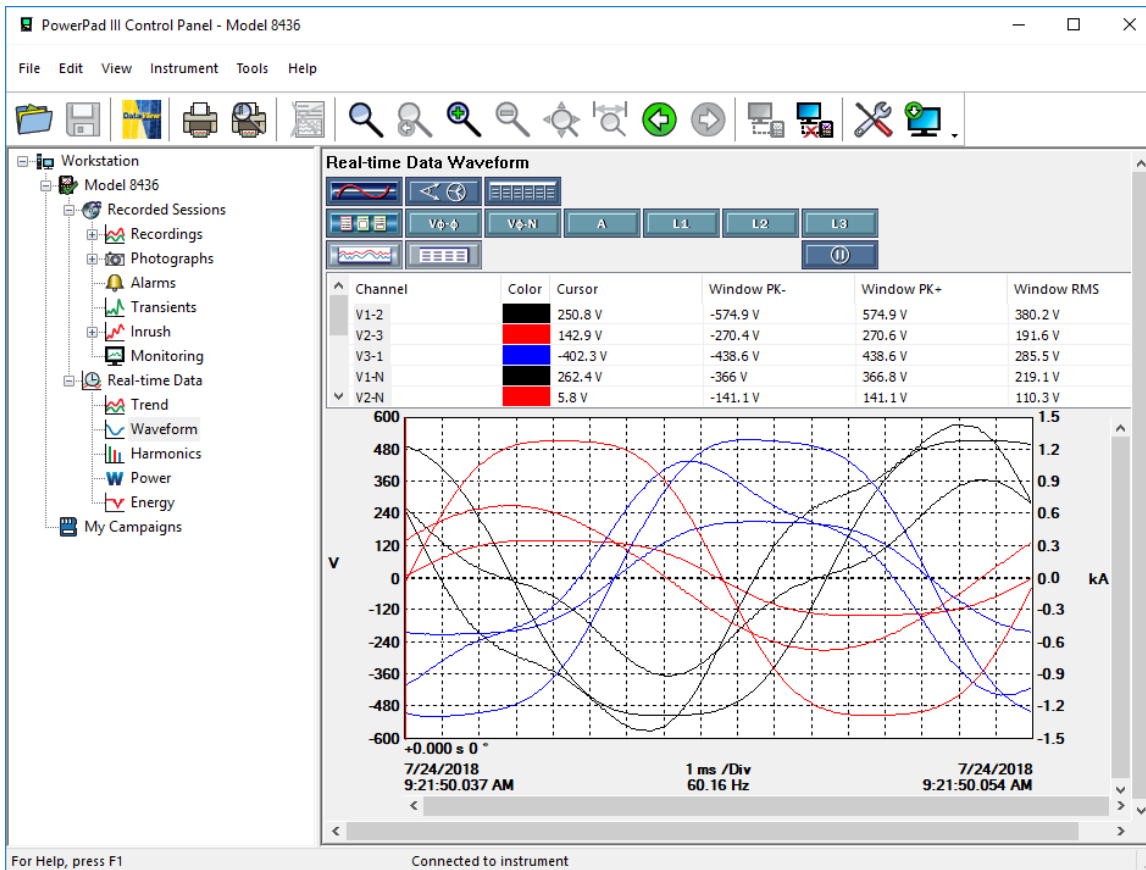 PowerPad III Control Panel - Model 8436
File Edit View Instrument Tools Help
Data View
Workstation
Model 8436
Recorded Sessions
Recordings
Photographs
Alarms
Transients
Inrush
Monitoring
Real-time Data
Trend
Waveform
Harmonics
W Power
Energy
My Campaigns
Real-time Data Waveform
Vϕ-ϕ Vϕ-N A L1 L2 L3
Channel Color Cursor Window PK- Window PK+ Window RMS
V1-2 250.8 V -574.9 V 574.9 V 380.2 V
V2-3 142.9 V -270.4 V 270.6 V 191.6 V
V3-1 -402.3 V -438.6 V 438.6 V 285.5 V
V1-N 262.4 V -366 V 366.8 V 219.1 V
V2-N 5.8 V -141.1 V 141.1 V 110.3 V
600 1.5
480 1.2
360 0.9
240 0.6
120 0.3
V 0 0.0 kA
-120 -0.3
-240 -0.6
-360 -0.9
-480 -1.2
-600 -1.5
+0.000 s 0 °
7/24/2018 1 ms /Div 7/24/2018
9:21:50.037 AM 60.16 Hz 9:21:50.054 AM
For Help, press F1 Connected to instrument